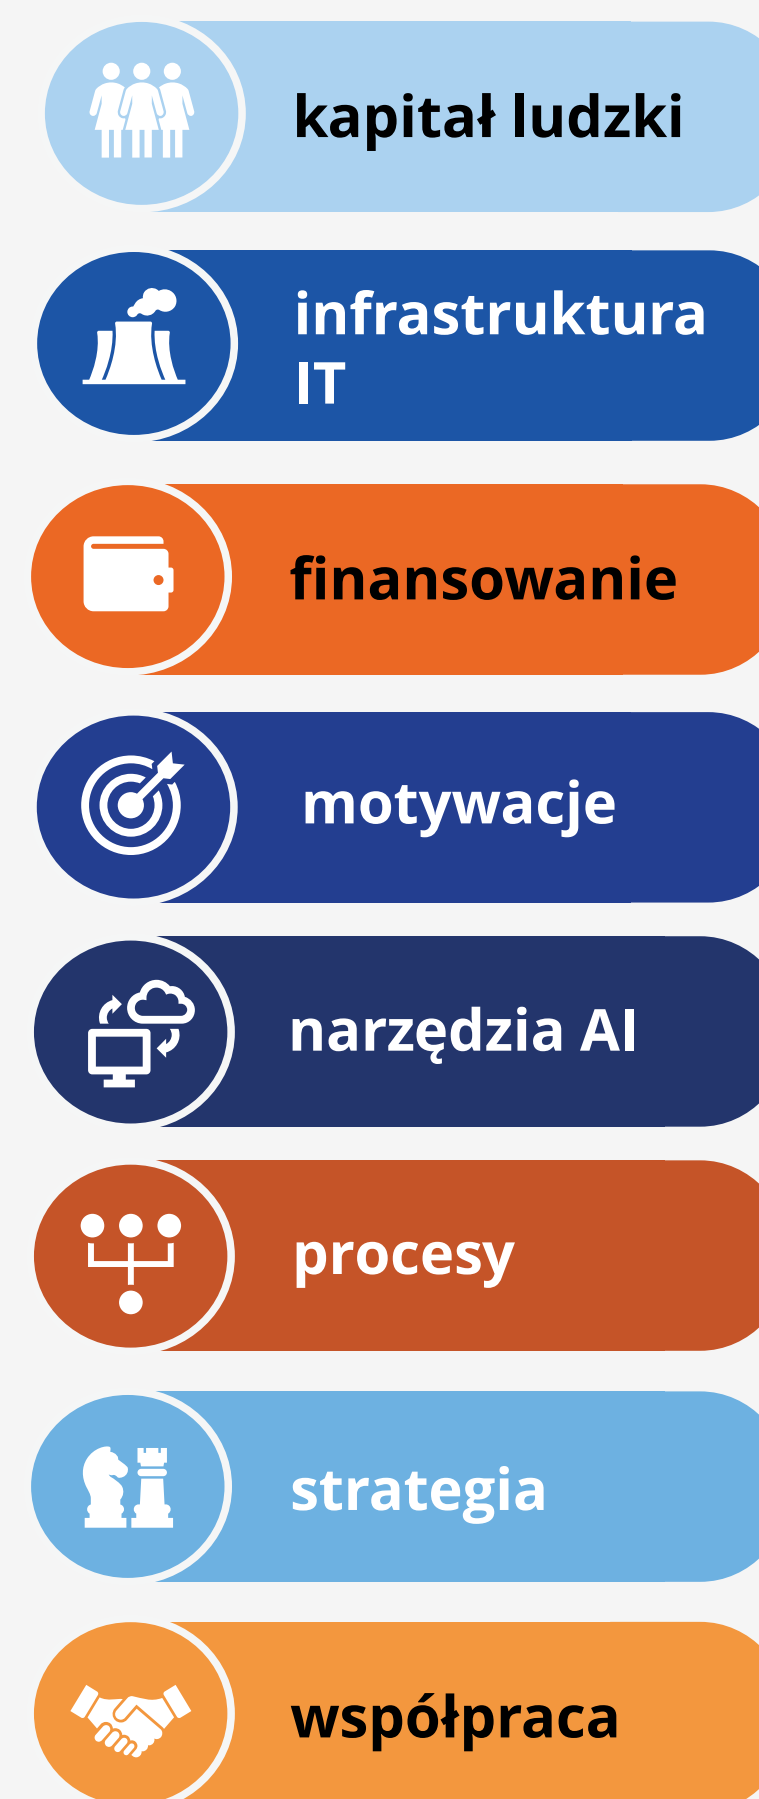 kapitał ludzki
infrastruktura
IT
finansowanie
motywacje
narzędzia AI
procesy
strategia
współpraca